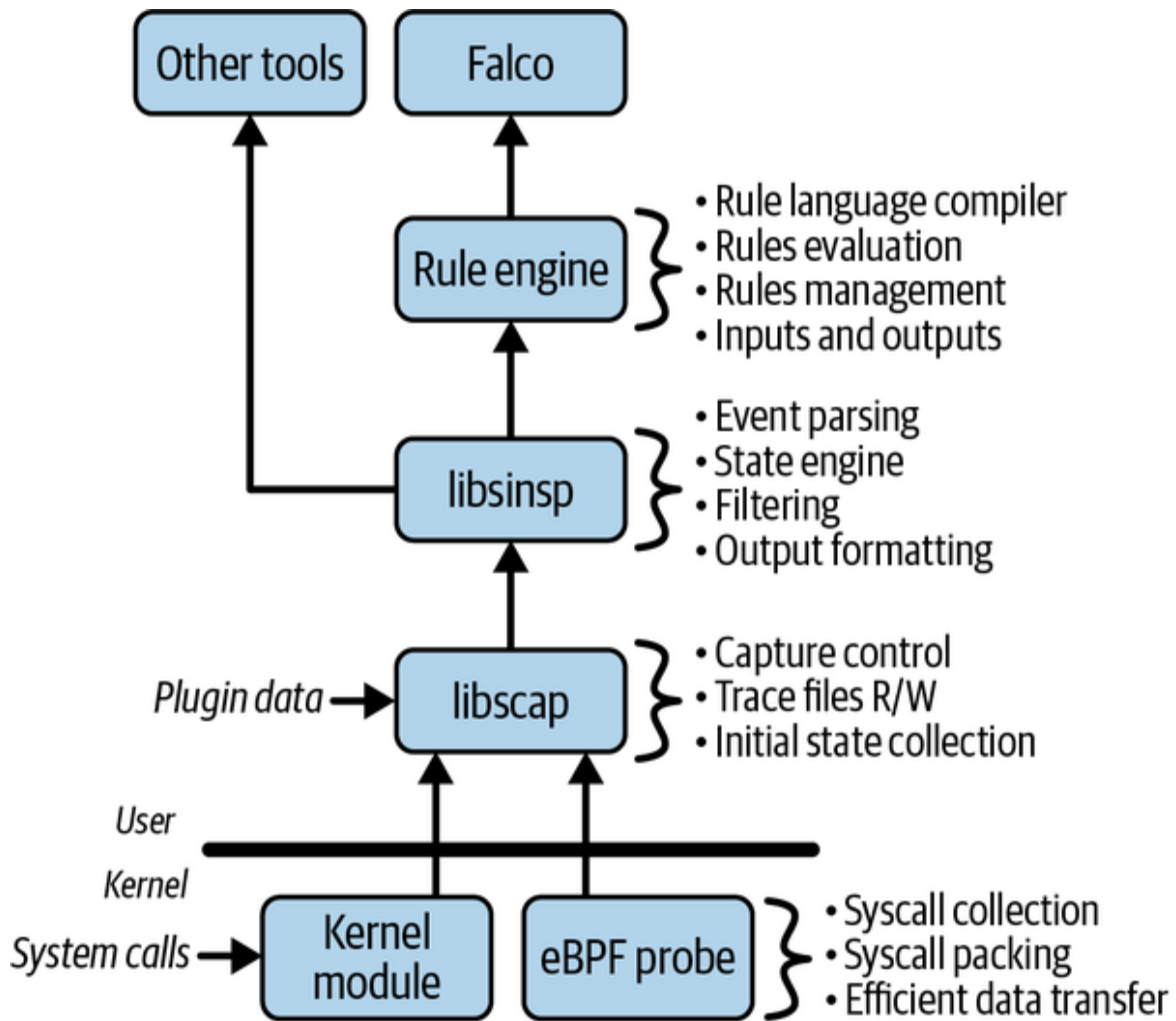 Other tools
Falco
Rule engine
• Rule language compiler
• Rules evaluation
• Rules management
• Inputs and outputs
libsinsp
• Event parsing
• State engine
• Filtering
• Output formatting
Plugin data
libscap
• Capture control
• Trace files R/W
• Initial state collection
User
Kernel
System calls
Kernel
module
eBPF probe
• Syscall collection
• Syscall packing
• Efficient data transfer